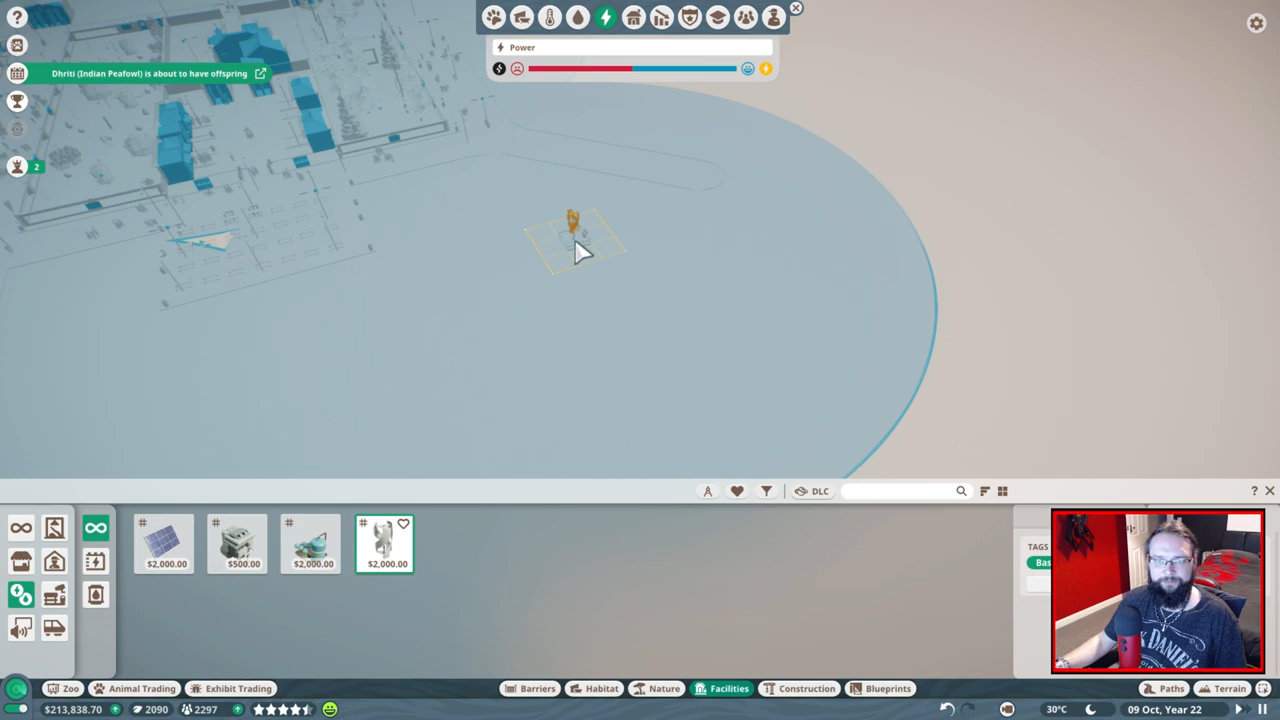 Power
Dhriti (Indian Peafowl) is about to have offspring
2
DLC
$2,000.00
$500.00
$2,000.00
$2,000.00
TAGS
Bas
Zoo
Animal Trading
Exhibit Trading
Barriers
Habitat
Nature
Facilities
Construction
Blueprints
Paths
Terrain
$213,838.70
2090
2297
30°C
09 Oct, Year 22